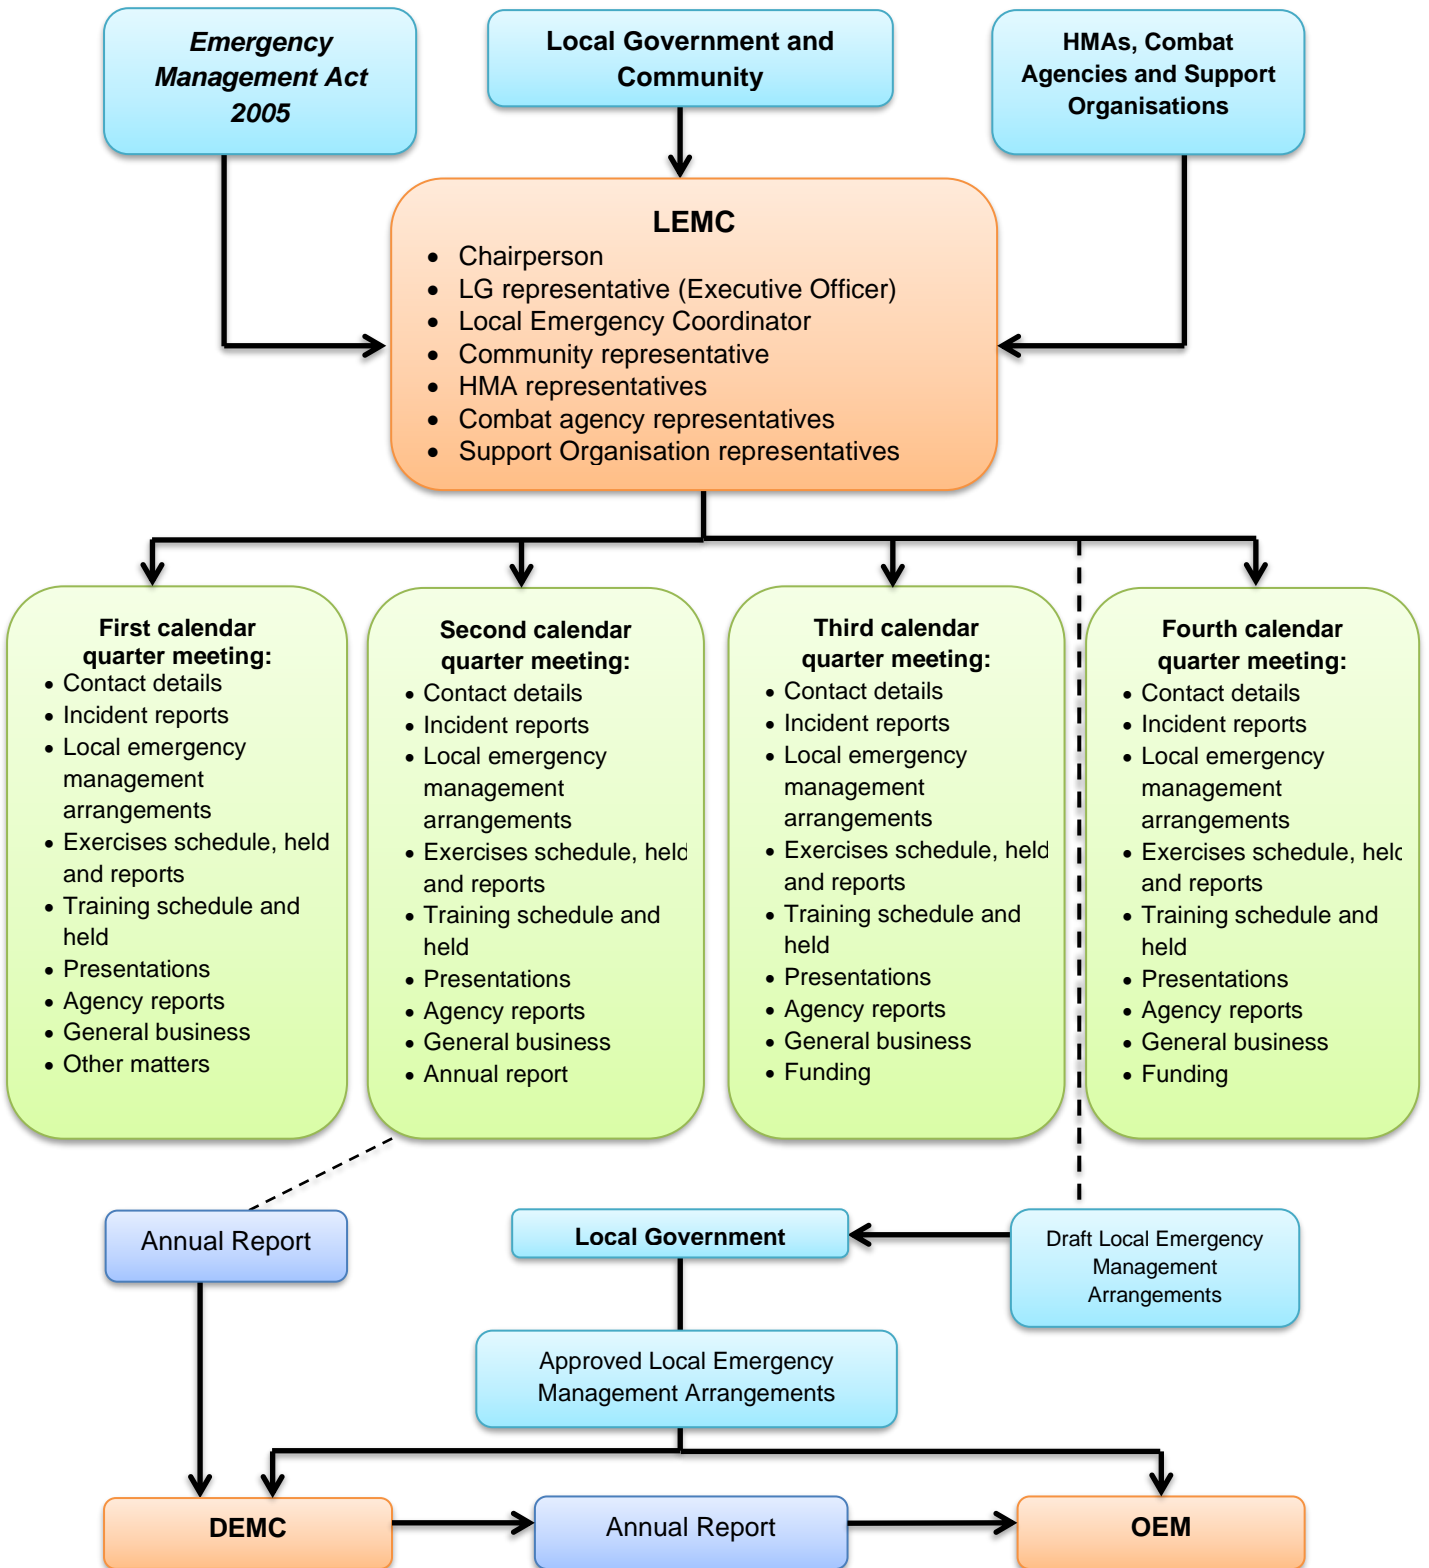 Emergency
Management Act
2005
Local Government and
Community
HMAs, Combat
Agencies and Support
Organisations
LEMC
• Chairperson
• LG representative (Executive Officer)
• Local Emergency Coordinator
• Community representative
• HMA representatives
• Combat agency representatives
• Support Organisation representatives
First calendar
quarter meeting:
• Contact details
• Incident reports
• Local emergency
management
arrangements
• Exercises schedule, held
and reports
• Training schedule and
held
• Presentations
• Agency reports
• General business
• Other matters
Second calendar
quarter meeting:
• Contact details
• Incident reports
• Local emergency
management
arrangements
• Exercises schedule, held
and reports
• Training schedule and
held
• Presentations
• Agency reports
• General business
• Annual report
Third calendar
quarter meeting:
• Contact details
• Incident reports
• Local emergency
management
arrangements
• Exercises schedule, held
and reports
• Training schedule and
held
• Presentations
• Agency reports
• General business
• Funding
Fourth calendar
quarter meeting:
• Contact details
• Incident reports
• Local emergency
management
arrangements
• Exercises schedule, held
and reports
• Training schedule and
held
• Presentations
• Agency reports
• General business
• Funding
Annual Report
Local Government
Draft Local Emergency
Management
Arrangements
Approved Local Emergency
Management Arrangements
DEMC
Annual Report
OEM